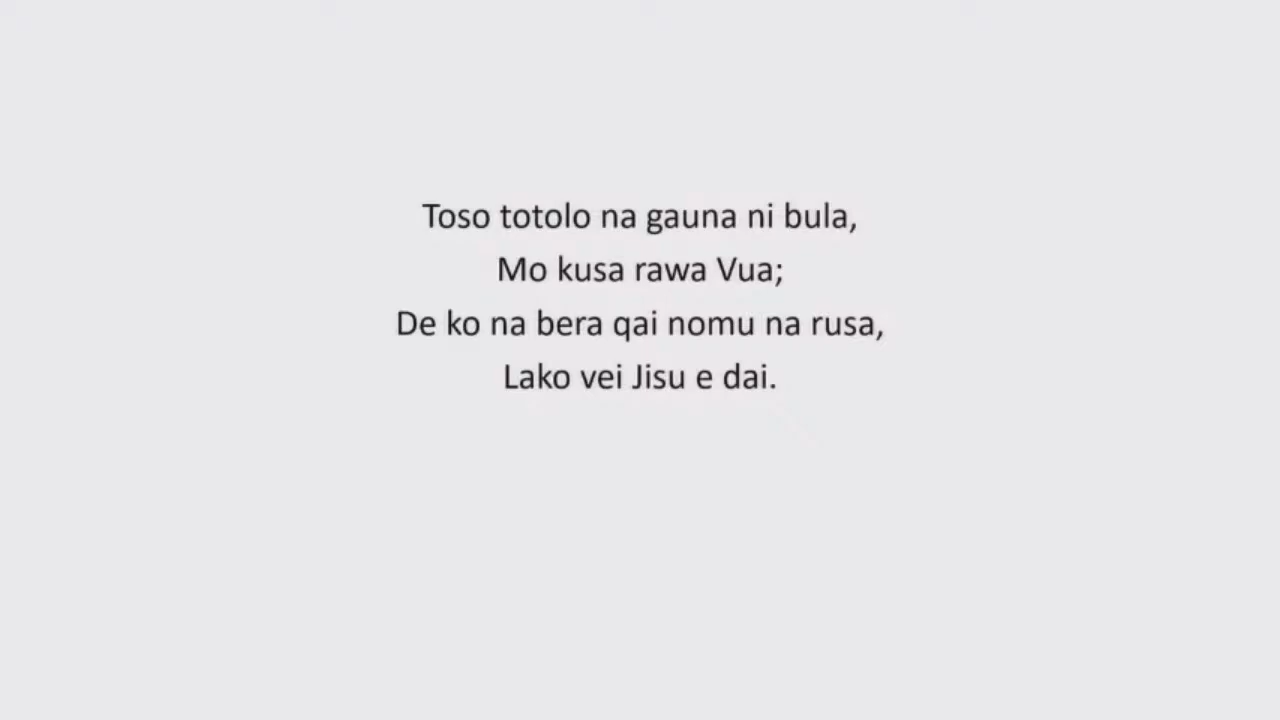 Toso totolo na gauna ni bula,
Mo kusa rawa Vua;
De ko na bera qai nomu na rusa,
Lako vei Jisu e dai.